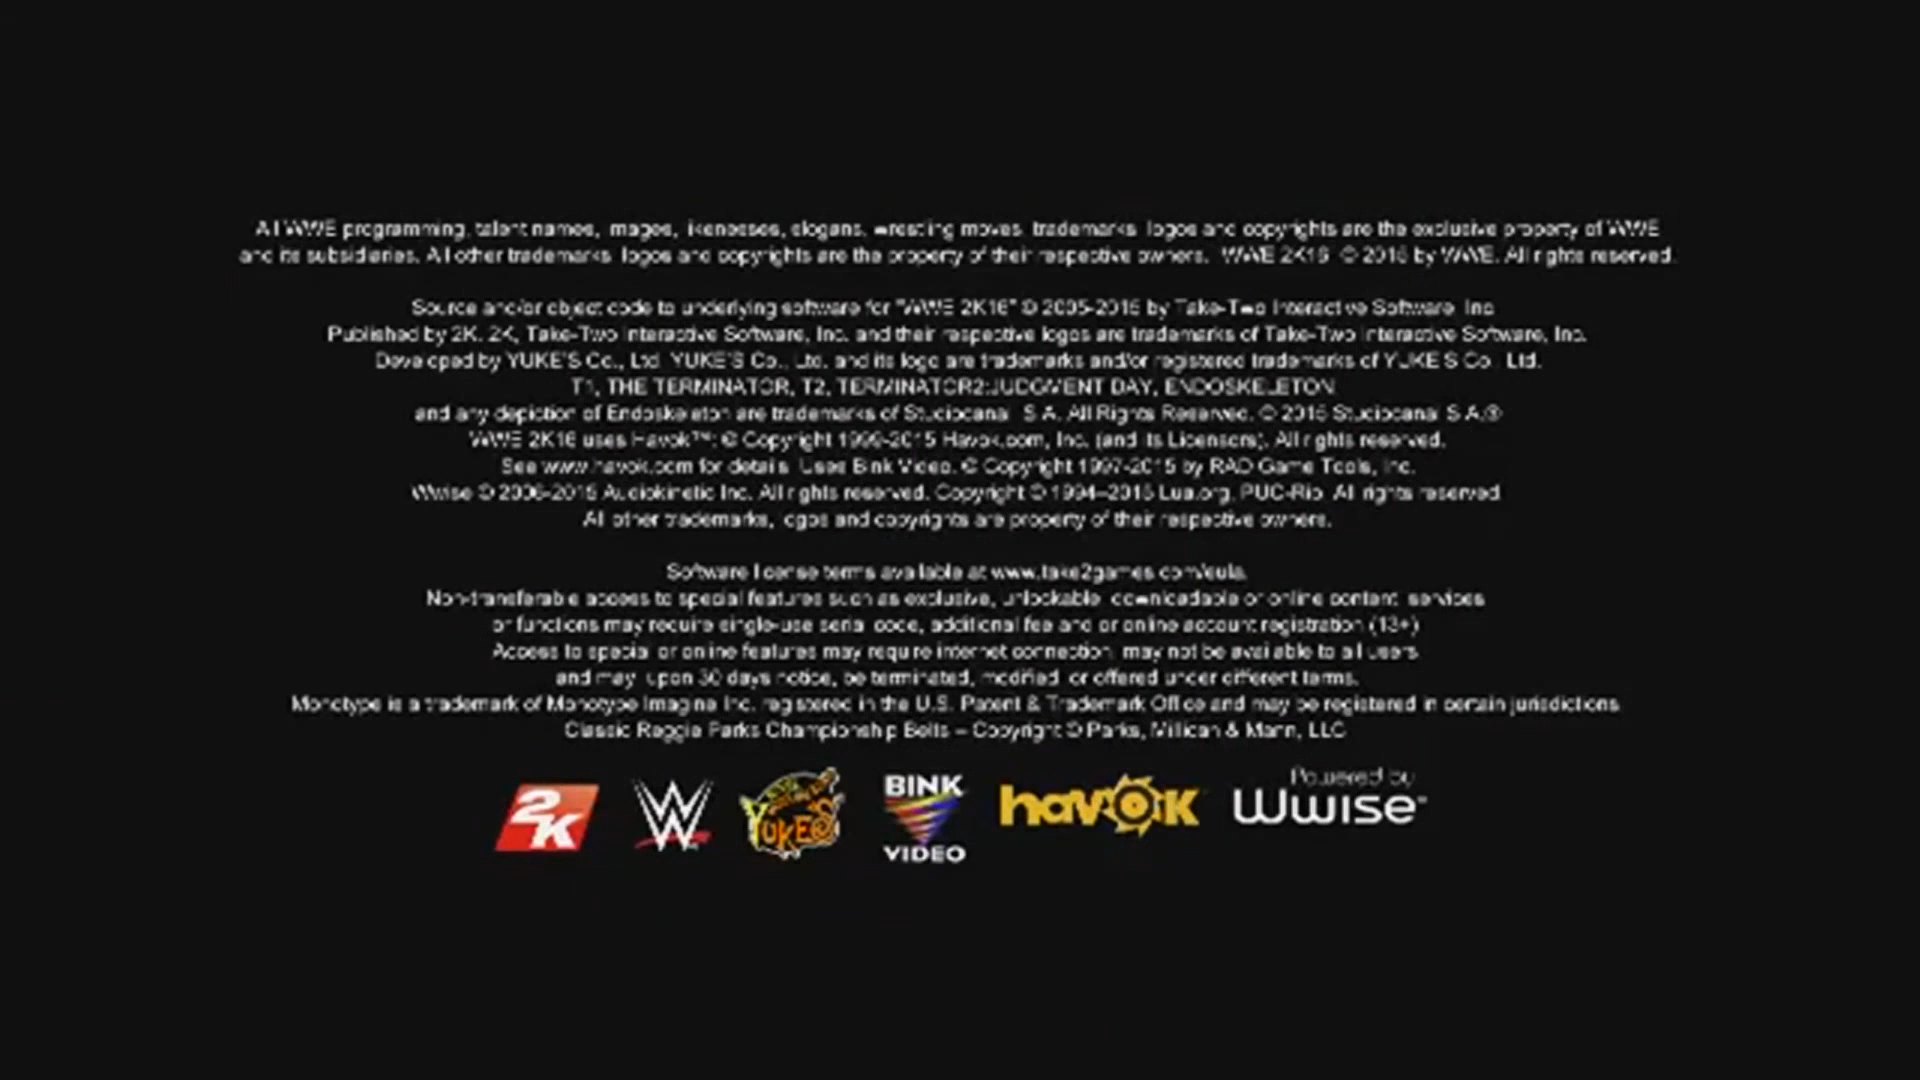 All WWE programming, talent names, images, likenesses, slogans, wrestling moves, trademarks, logos and copyrights are the exclusive property of WWE
and its subsidiaries. All other trademarks, logos and copyrights are the property of their respective owners. WWE 2K16 © 2015 by WWE. All rights reserved.
Source and/or object code to underlying software for "WWE 2K16" © 2005-2015 by Take-Two Interactive Software, Inc.
Published by 2K. 2K, Take-Two Interactive Software, Inc. and their respective logos are trademarks of Take-Two Interactive Software, Inc.
Developed by YUKE'S Co., Ltd. YUKE'S Co., Ltd. and its logo are trademarks and/or registered trademarks of YUKE'S Co., Ltd.
T1, THE TERMINATOR, T2, TERMINATOR2:JUDGMENT DAY, ENDOSKELETON
and any depiction of Endoskeleton are trademarks of Studiocanal S.A. All Rights Reserved. © 2015 Studiocanal S.A.®
WWE 2K16 uses Havok™: © Copyright 1999-2015 Havok.com, Inc. (and its Licensors). All rights reserved.
See www.havok.com for details. Uses Bink Video. © Copyright 1997-2015 by RAD Game Tools, Inc.
Wwise © 2006-2015 Audiokinetic Inc. All rights reserved. Copyright © 1994–2015 Lua.org, PUC-Rio. All rights reserved.
All other trademarks, logos and copyrights are property of their respective owners.
Software license terms available at www.take2games.com/eula.
Non-transferable access to special features such as exclusive, unlockable, downloadable or online content, services,
or functions may require single-use serial code, additional fee and or online account registration (13+)
Access to special or online features may require internet connection, may not be available to all users,
and may, upon 30 days notice, be terminated, modified, or offered under different terms.
Monotype is a trademark of Monotype Imagine Inc. registered in the U.S. Patent & Trademark Office and may be registered in certain jurisdictions.
Classic Reggie Parks Championship Belts – Copyright © Parks, Millican & Mann, LLC
2K W YUKE'S BINK VIDEO havok Powered by Wwise